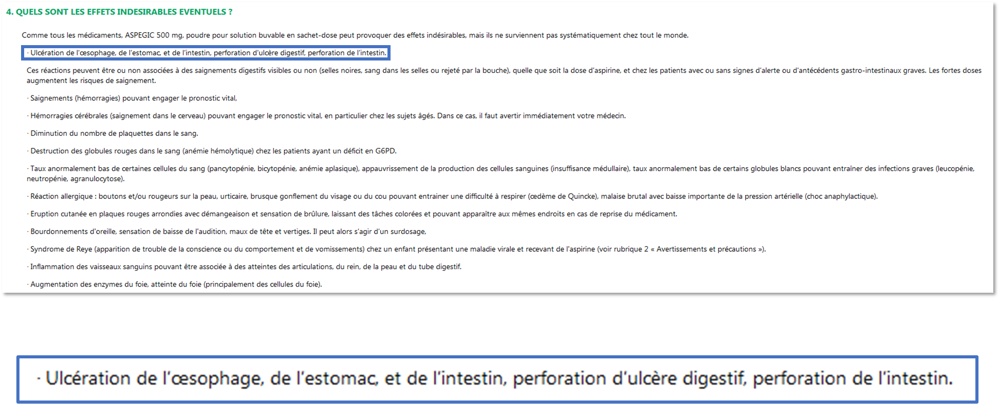 4. QUELS SONT LES EFFETS INDESIRABLES EVENTUELS ?
Comme tous les médicaments, ASPEGIC 500 mg, poudre pour solution buvable en sachet-dose peut provoquer des effets indésirables, mais ils ne surviennent pas systématiquement chez tout le monde.
· Ulcération de l'œsophage, de l'estomac, et de l'intestin, perforation d'ulcère digestif, perforation de l'intestin.
Ces réactions peuvent être ou non associées à des saignements digestifs visibles ou non (selles noires, sang dans les selles ou rejeté par la bouche), quelle que soit la dose d'aspirine, et chez les patients avec ou sans signes d'alerte ou d'antécédents gastro-intestinaux graves. Les fortes doses
augmentent les risques de saignement.
· Saignements (hémorragies) pouvant engager le pronostic vital,
· Hémorragies cérébrales (saignement dans le cerveau) pouvant engager le pronostic vital, en particulier chez les sujets âgés. Dans ce cas, il faut avertir immédiatement votre médecin.
· Diminution du nombre de plaquettes dans le sang.
· Destruction des globules rouges dans le sang (anémie hémolytique) chez les patients ayant un déficit en G6PD.
· Taux anormalement bas de certaines cellules du sang (pancytopénie, bicytopénie, anémie aplasique), appauvrissement de la production des cellules sanguines (insuffisance médullaire), taux anormalement bas de certains globules blancs pouvant entraîner des infections graves (leucopénie,
neutropénie, agranulocytose).
· Réaction allergique : boutons et/ou rougeurs sur la peau, urticaire, brusque gonflement du visage ou du cou pouvant entrainer une difficulté à respirer (œdème de Quincke), malaise brutal avec baisse importante de la pression artérielle (choc anaphylactique).
· Eruption cutanée en plaques rouges arrondies avec démangeaison et sensation de brûlure, laissant des tâches colorées et pouvant apparaître aux mêmes endroits en cas de reprise du médicament.
· Bourdonnements d'oreille, sensation de baisse de l'audition, maux de tête et vertiges. Il peut alors s'agir d'un surdosage,
· Syndrome de Reye (apparition de trouble de la conscience ou du comportement et de vomissements) chez un enfant présentant une maladie virale et recevant de l'aspirine (voir rubrique 2 « Avertissements et précautions »).
· Inflammation des vaisseaux sanguins pouvant être associée à des atteintes des articulations, du rein, de la peau et du tube digestif.
· Augmentation des enzymes du foie, atteinte du foie (principalement des cellules du foie).
· Ulcération de l'œsophage, de l'estomac, et de l'intestin, perforation d'ulcère digestif, perforation de l'intestin.